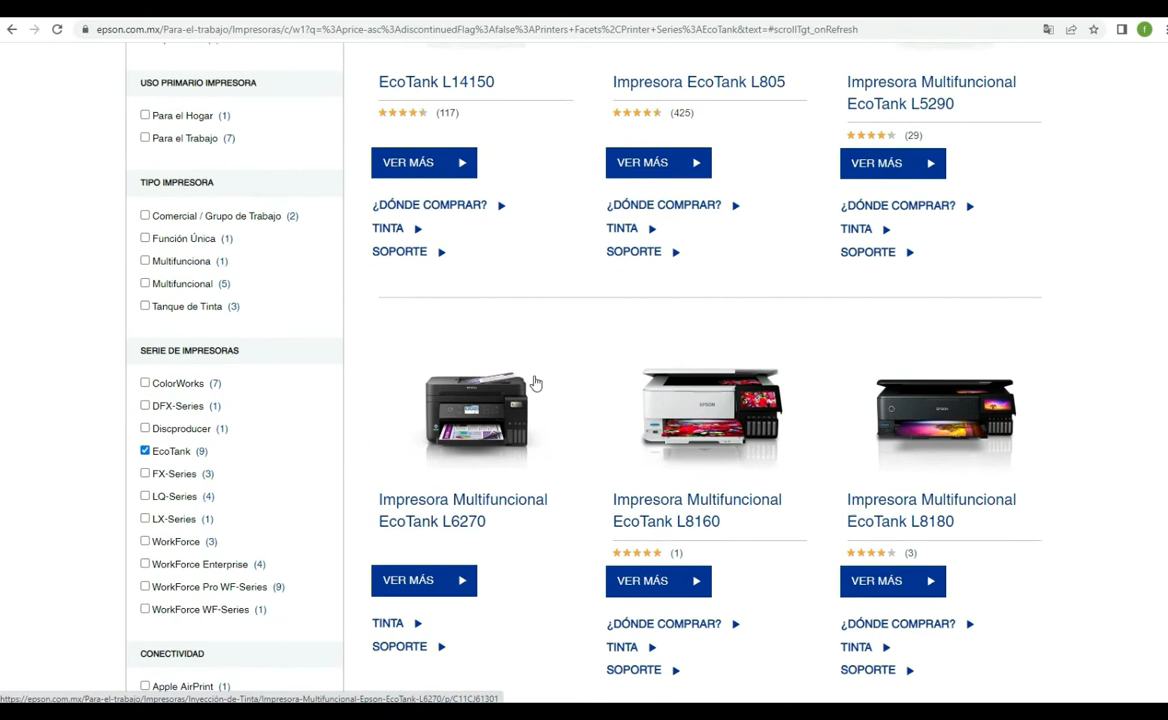 epson.com.mx/Para-el-trabajo/Impresoras/c/w1?q=%3Aprice-asc%3AdiscontinuedFlag%3Afalse%3APrinters+Facets%2CPrinter+Series%3AEcoTank&text=#scrollTgt_onRefresh
f
USO PRIMARIO IMPRESORA
Para el Hogar (1)
Para el Trabajo (7)
TIPO IMPRESORA
Comercial / Grupo de Trabajo (2)
Función Única (1)
Multifunciona (1)
Multifuncional (5)
Tanque de Tinta (3)
SERIE DE IMPRESORAS
ColorWorks (7)
DFX-Series (1)
Discproducer (1)
EcoTank (9)
FX-Series (3)
LQ-Series (4)
LX-Series (1)
WorkForce (3)
WorkForce Enterprise (4)
WorkForce Pro WF-Series (9)
WorkForce WF-Series (1)
CONECTIVIDAD
Apple AirPrint (1)
EcoTank L14150
(117)
VER MÁS
¿DÓNDE COMPRAR?
TINTA
SOPORTE
Impresora EcoTank L805
(425)
VER MÁS
¿DÓNDE COMPRAR?
TINTA
SOPORTE
Impresora Multifuncional
EcoTank L5290
(29)
VER MÁS
¿DÓNDE COMPRAR?
TINTA
SOPORTE
Impresora Multifuncional
EcoTank L6270
VER MÁS
TINTA
SOPORTE
EPSON
Impresora Multifuncional
EcoTank L8160
(1)
VER MÁS
¿DÓNDE COMPRAR?
TINTA
SOPORTE
EPSON
Impresora Multifuncional
EcoTank L8180
(3)
VER MÁS
¿DÓNDE COMPRAR?
TINTA
SOPORTE
https://epson.com.mx/Para-el-trabajo/Impresoras/Inyección-de-Tinta/Impresora-Multifuncional-Epson-EcoTank-L6270/p/C11CJ61301